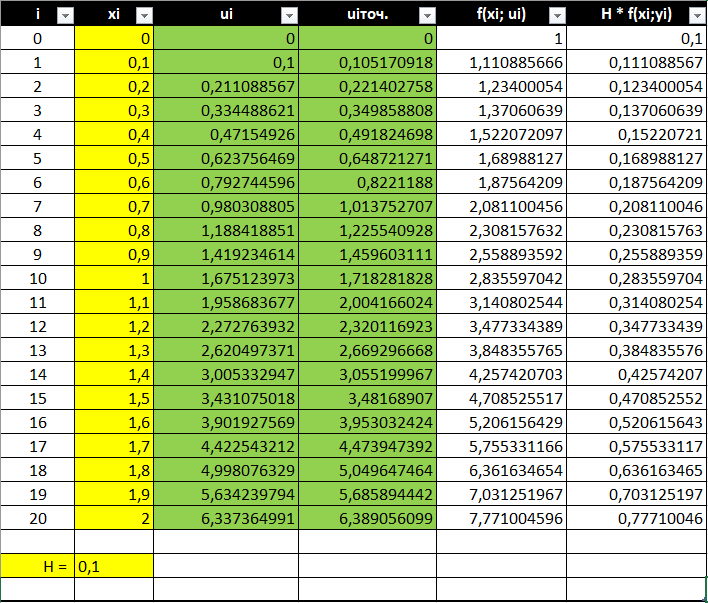 i xi ui uiточ. f(xi; ui) H * f(xi;yi)
0 0 0 0 1 0,1
1 0,1 0,1 0,105170918 1,110885666 0,111088567
2 0,2 0,211088567 0,221402758 1,23400054 0,123400054
3 0,3 0,334488621 0,349858808 1,37060639 0,137060639
4 0,4 0,47154926 0,491824698 1,522072097 0,15220721
5 0,5 0,623756469 0,648721271 1,68988127 0,168988127
6 0,6 0,792744596 0,8221188 1,87564209 0,187564209
7 0,7 0,980308805 1,013752707 2,081100456 0,208110046
8 0,8 1,188418851 1,225540928 2,308157632 0,230815763
9 0,9 1,419234614 1,459603111 2,558893592 0,255889359
10 1 1,675123973 1,718281828 2,835597042 0,283559704
11 1,1 1,958683677 2,004166024 3,140802544 0,314080254
12 1,2 2,272763932 2,320116923 3,477334389 0,347733439
13 1,3 2,620497371 2,669296668 3,848355765 0,384835576
14 1,4 3,005332947 3,055199967 4,257420703 0,42574207
15 1,5 3,431075018 3,48168907 4,708525517 0,470852552
16 1,6 3,901927569 3,953032424 5,206156429 0,520615643
17 1,7 4,422543212 4,473947392 5,755331166 0,575533117
18 1,8 4,998076329 5,049647464 6,361634654 0,636163465
19 1,9 5,634239794 5,685894442 7,031251967 0,703125197
20 2 6,337364991 6,389056099 7,771004596 0,77710046
H = 0,1